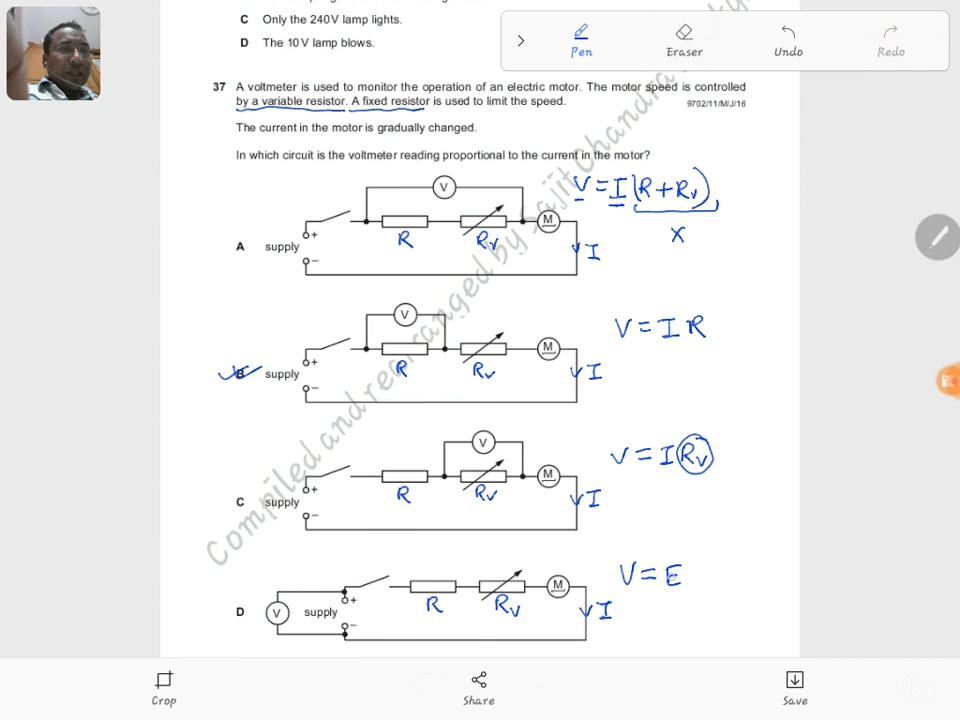 C Only the 240 V lamp lights.
D The 10 V lamp blows.
Pen
Eraser
Undo
Redo
37 A voltmeter is used to monitor the operation of an electric motor. The motor speed is controlled
by a variable resistor. A fixed resistor is used to limit the speed.
9702/11/M/J/16
The current in the motor is gradually changed.
In which circuit is the voltmeter reading proportional to the current in the motor?
V
V = I (R + Rv)
x
+
M
R
Rv
I
A supply
–
V
V = I R
+
M
R
Rv
I
B supply
–
V
V = I Rv
+
M
R
Rv
I
C supply
–
V = E
M
+
R
Rv
I
D V supply
–
Compiled and rearranged by Sajit Chandra
Crop
Share
Save